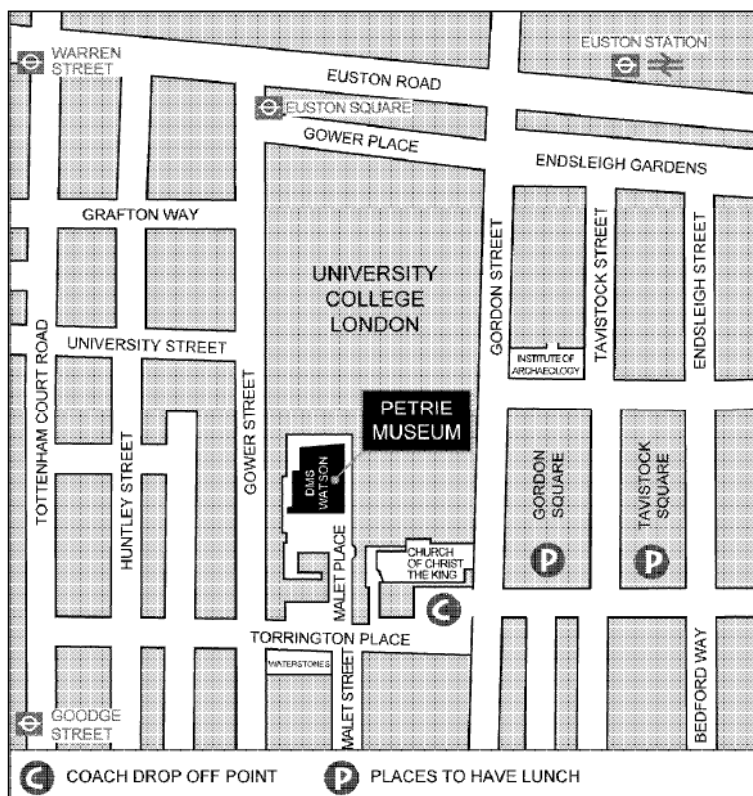 WARREN
STREET
EUSTON STATION
EUSTON ROAD
EUSTON SQUARE
GOWER PLACE
ENDSLEIGH GARDENS
GRAFTON WAY
UNIVERSITY
COLLEGE
LONDON
GORDON STREET
TAVISTOCK STREET
ENDSLEIGH STREET
UNIVERSITY STREET
INSTITUTE OF
ARCHAEOLOGY
TOTTENHAM COURT ROAD
HUNTLEY STREET
GOWER STREET
PETRIE
MUSEUM
DMS
WATSON
GORDON
SQUARE
TAVISTOCK
SQUARE
P
P
MALET PLACE
CHURCH
OF CHRIST
THE KING
C
TORRINGTON PLACE
WATERSTONES
MALET STREET
BEDFORD WAY
GOODGE
STREET
C COACH DROP OFF POINT
P PLACES TO HAVE LUNCH